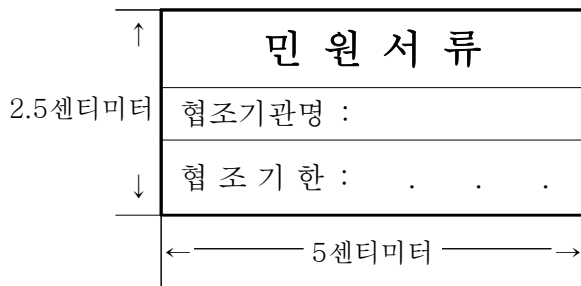 민 원 서 류
2.5센티미터
협조기관명 :
협 조 기 한 : . . .
5센티미터